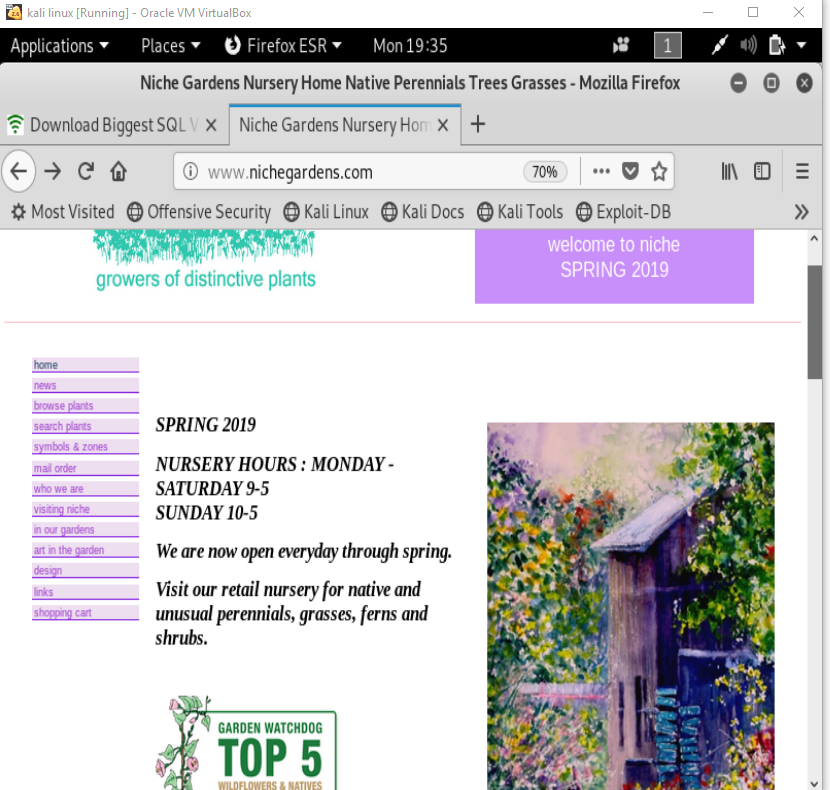 kali linux [Running] - Oracle VM VirtualBox
Applications Places Firefox ESR Mon 19:35 1
Niche Gardens Nursery Home Native Perennials Trees Grasses - Mozilla Firefox
Download Biggest SQL V Niche Gardens Nursery Hom
www.nichegardens.com 70%
Most Visited Offensive Security Kali Linux Kali Docs Kali Tools Exploit-DB
growers of distinctive plants
welcome to niche
SPRING 2019
home
news
browse plants
search plants
symbols & zones
mail order
who we are
visiting niche
in our gardens
art in the garden
design
links
shopping cart
SPRING 2019
NURSERY HOURS : MONDAY -
SATURDAY 9-5
SUNDAY 10-5
We are now open everyday through spring.
Visit our retail nursery for native and
unusual perennials, grasses, ferns and
shrubs.
GARDEN WATCHDOG
TOP 5
WILDFLOWERS & NATIVES